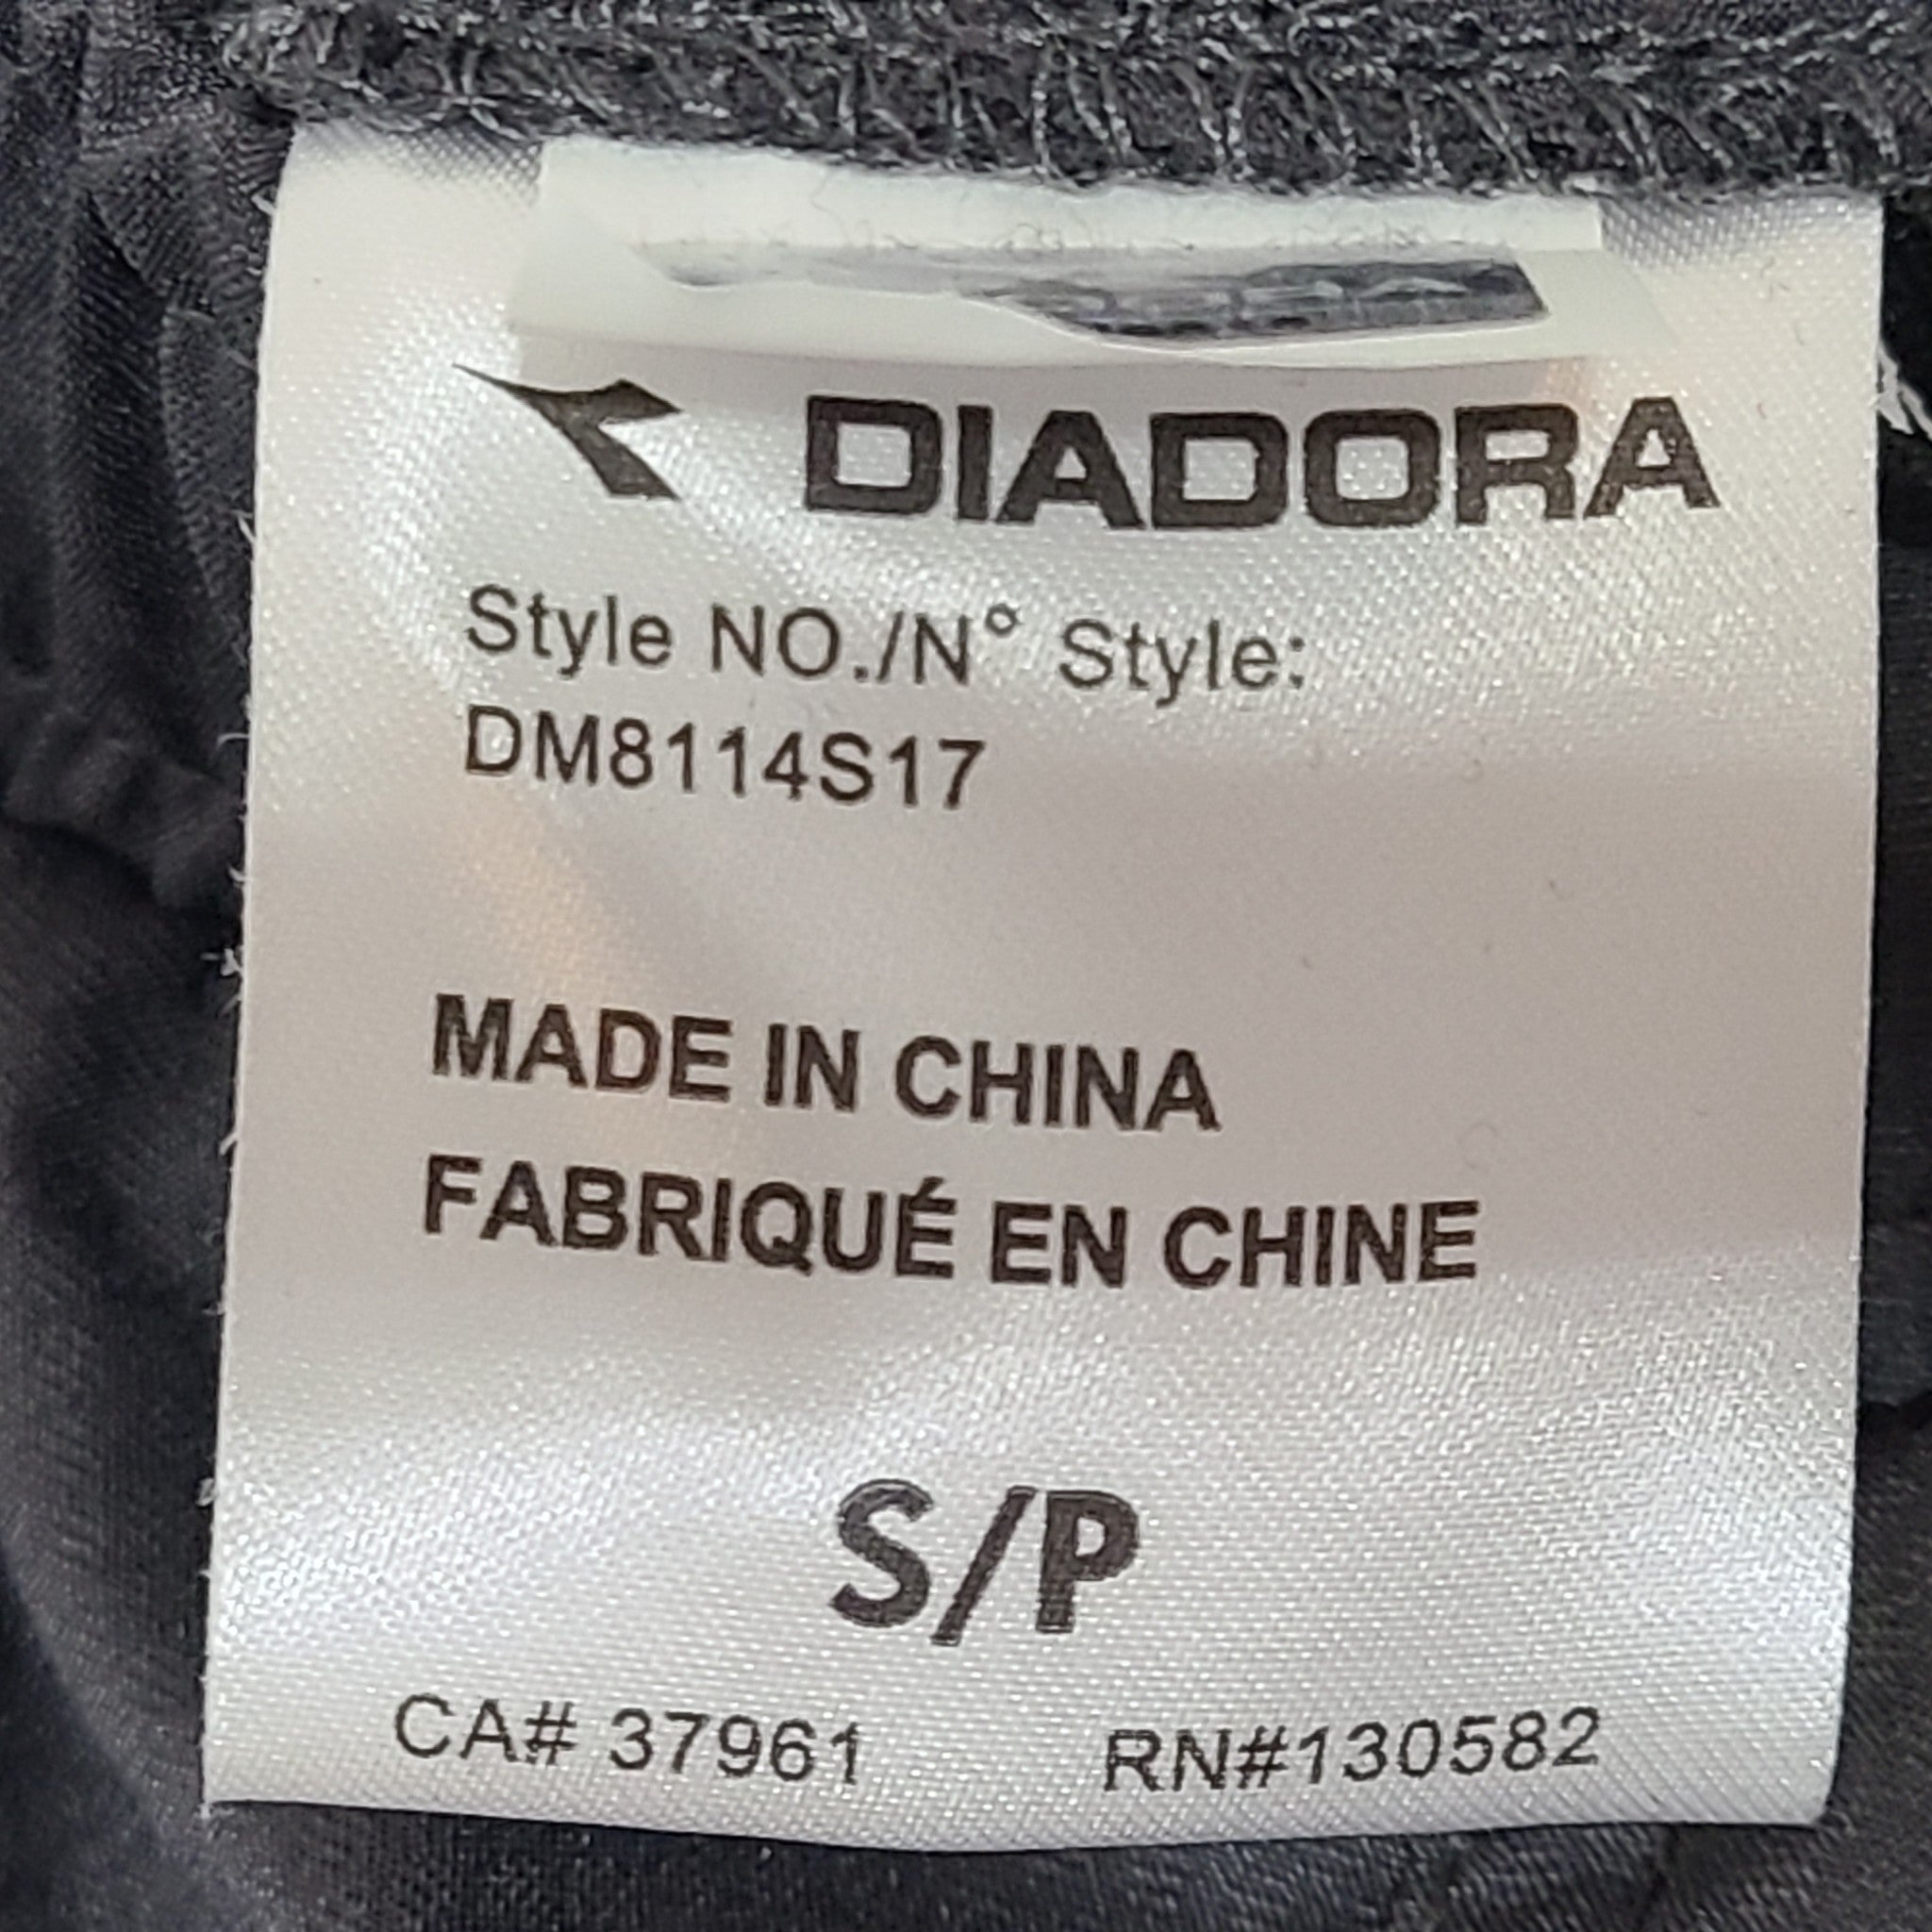 DIADORA
Style NO./N° Style:
DM8114S17
MADE IN CHINA
FABRIQUÉ EN CHINE
S/P
CA# 37961 RN#130582